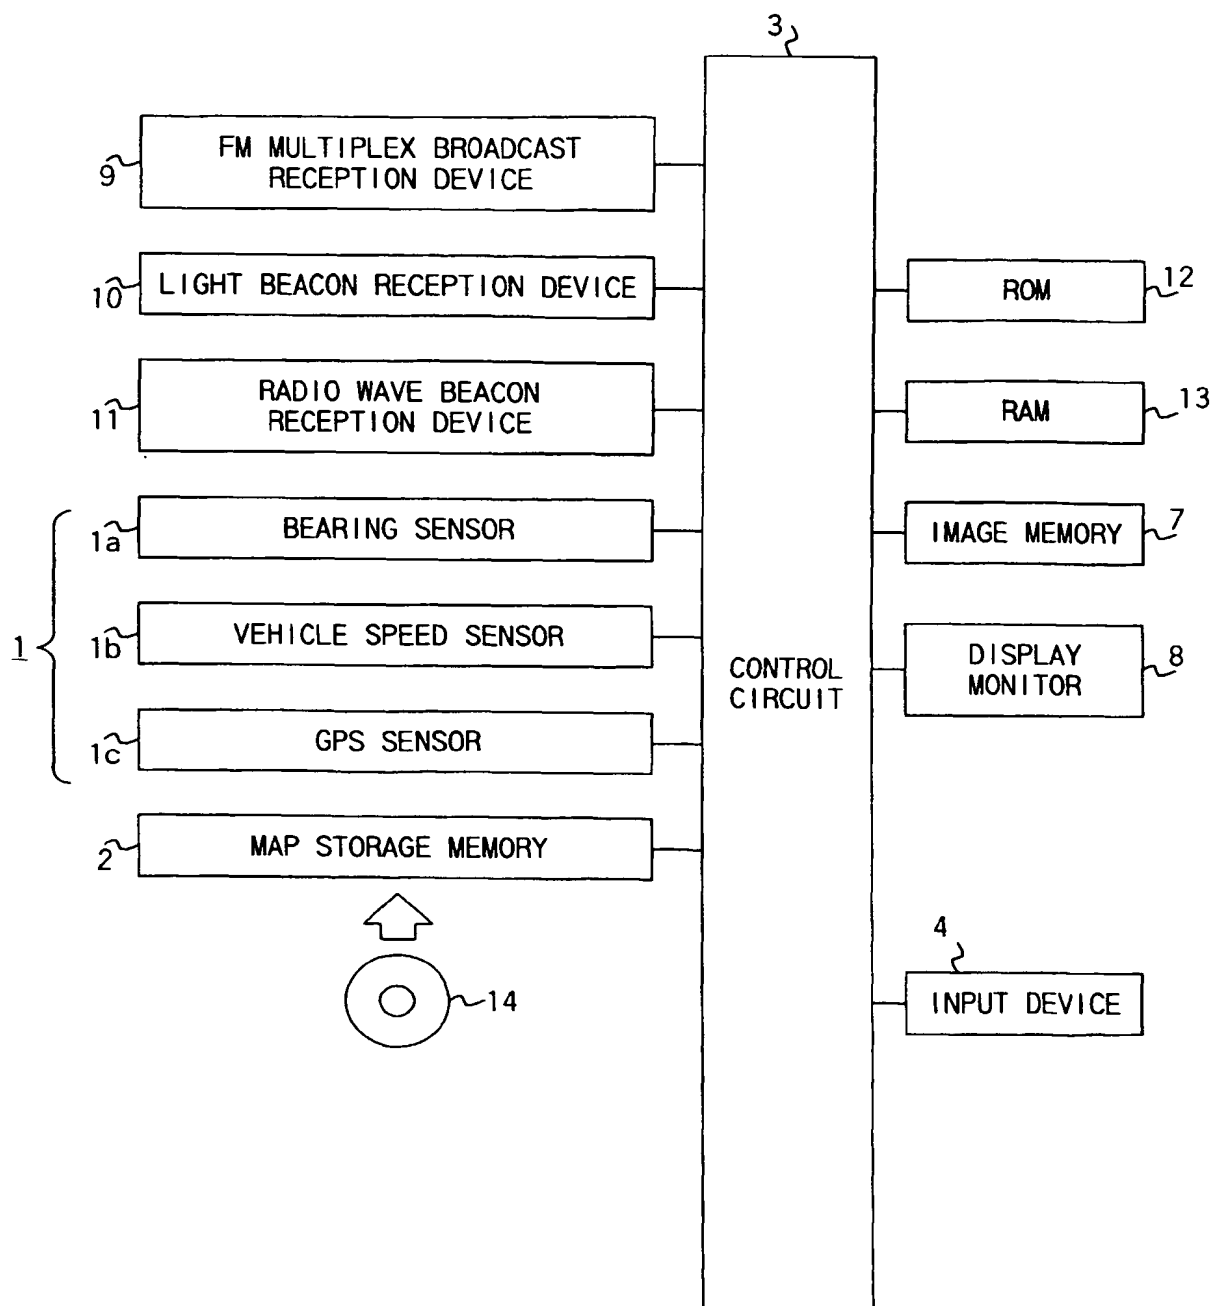 3
FM MULTIPLEX BROADCAST
RECEPTION DEVICE
9
LIGHT BEACON RECEPTION DEVICE
10
RADIO WAVE BEACON
RECEPTION DEVICE
11
BEARING SENSOR
1a
VEHICLE SPEED SENSOR
1b
1
GPS SENSOR
1c
MAP STORAGE MEMORY
2
14
CONTROL
CIRCUIT
ROM
12
RAM
13
IMAGE MEMORY
7
DISPLAY
MONITOR
8
4
INPUT DEVICE